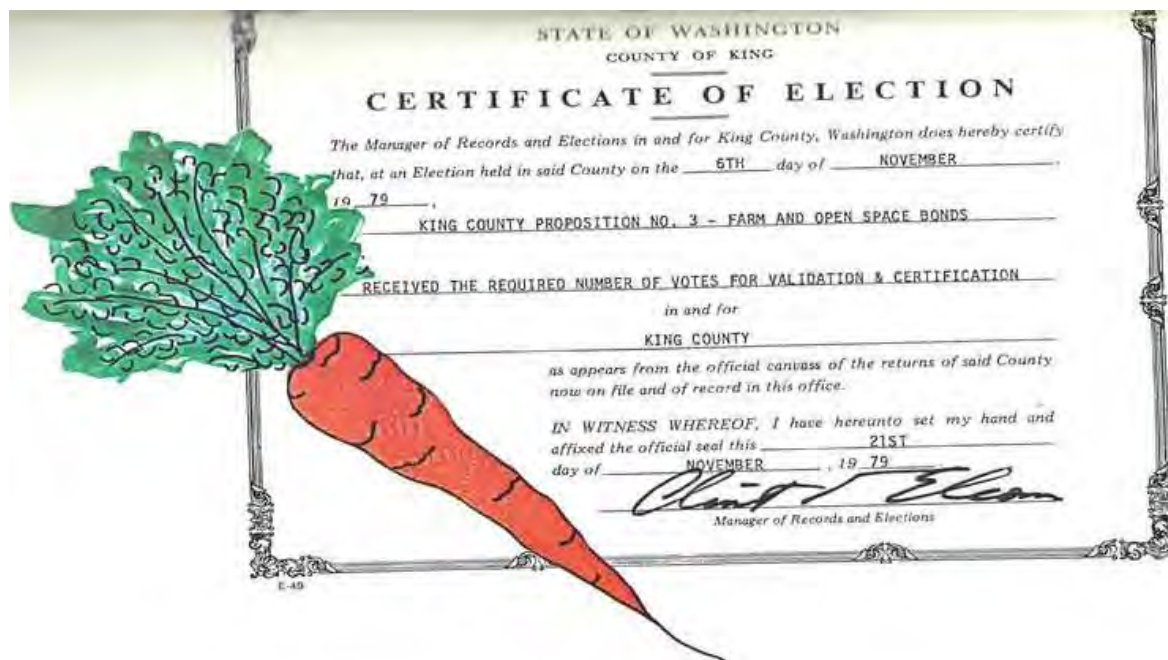 STATE OF WASHINGTON
COUNTY OF KING
CERTIFICATE OF ELECTION
The Manager of Records and Elections in and for King County, Washington does hereby certify
that, at an Election held in said County on the 6TH day of NOVEMBER,
19 79,
KING COUNTY PROPOSITION NO. 3 - FARM AND OPEN SPACE BONDS
RECEIVED THE REQUIRED NUMBER OF VOTES FOR VALIDATION & CERTIFICATION
in and for
KING COUNTY
as appears from the official canvass of the returns of said County
now on file and of record in this office.
IN WITNESS WHEREOF, I have hereunto set my hand and
affixed the official seal this 21ST
day of NOVEMBER, 19 79
Manager of Records and Elections
E-49